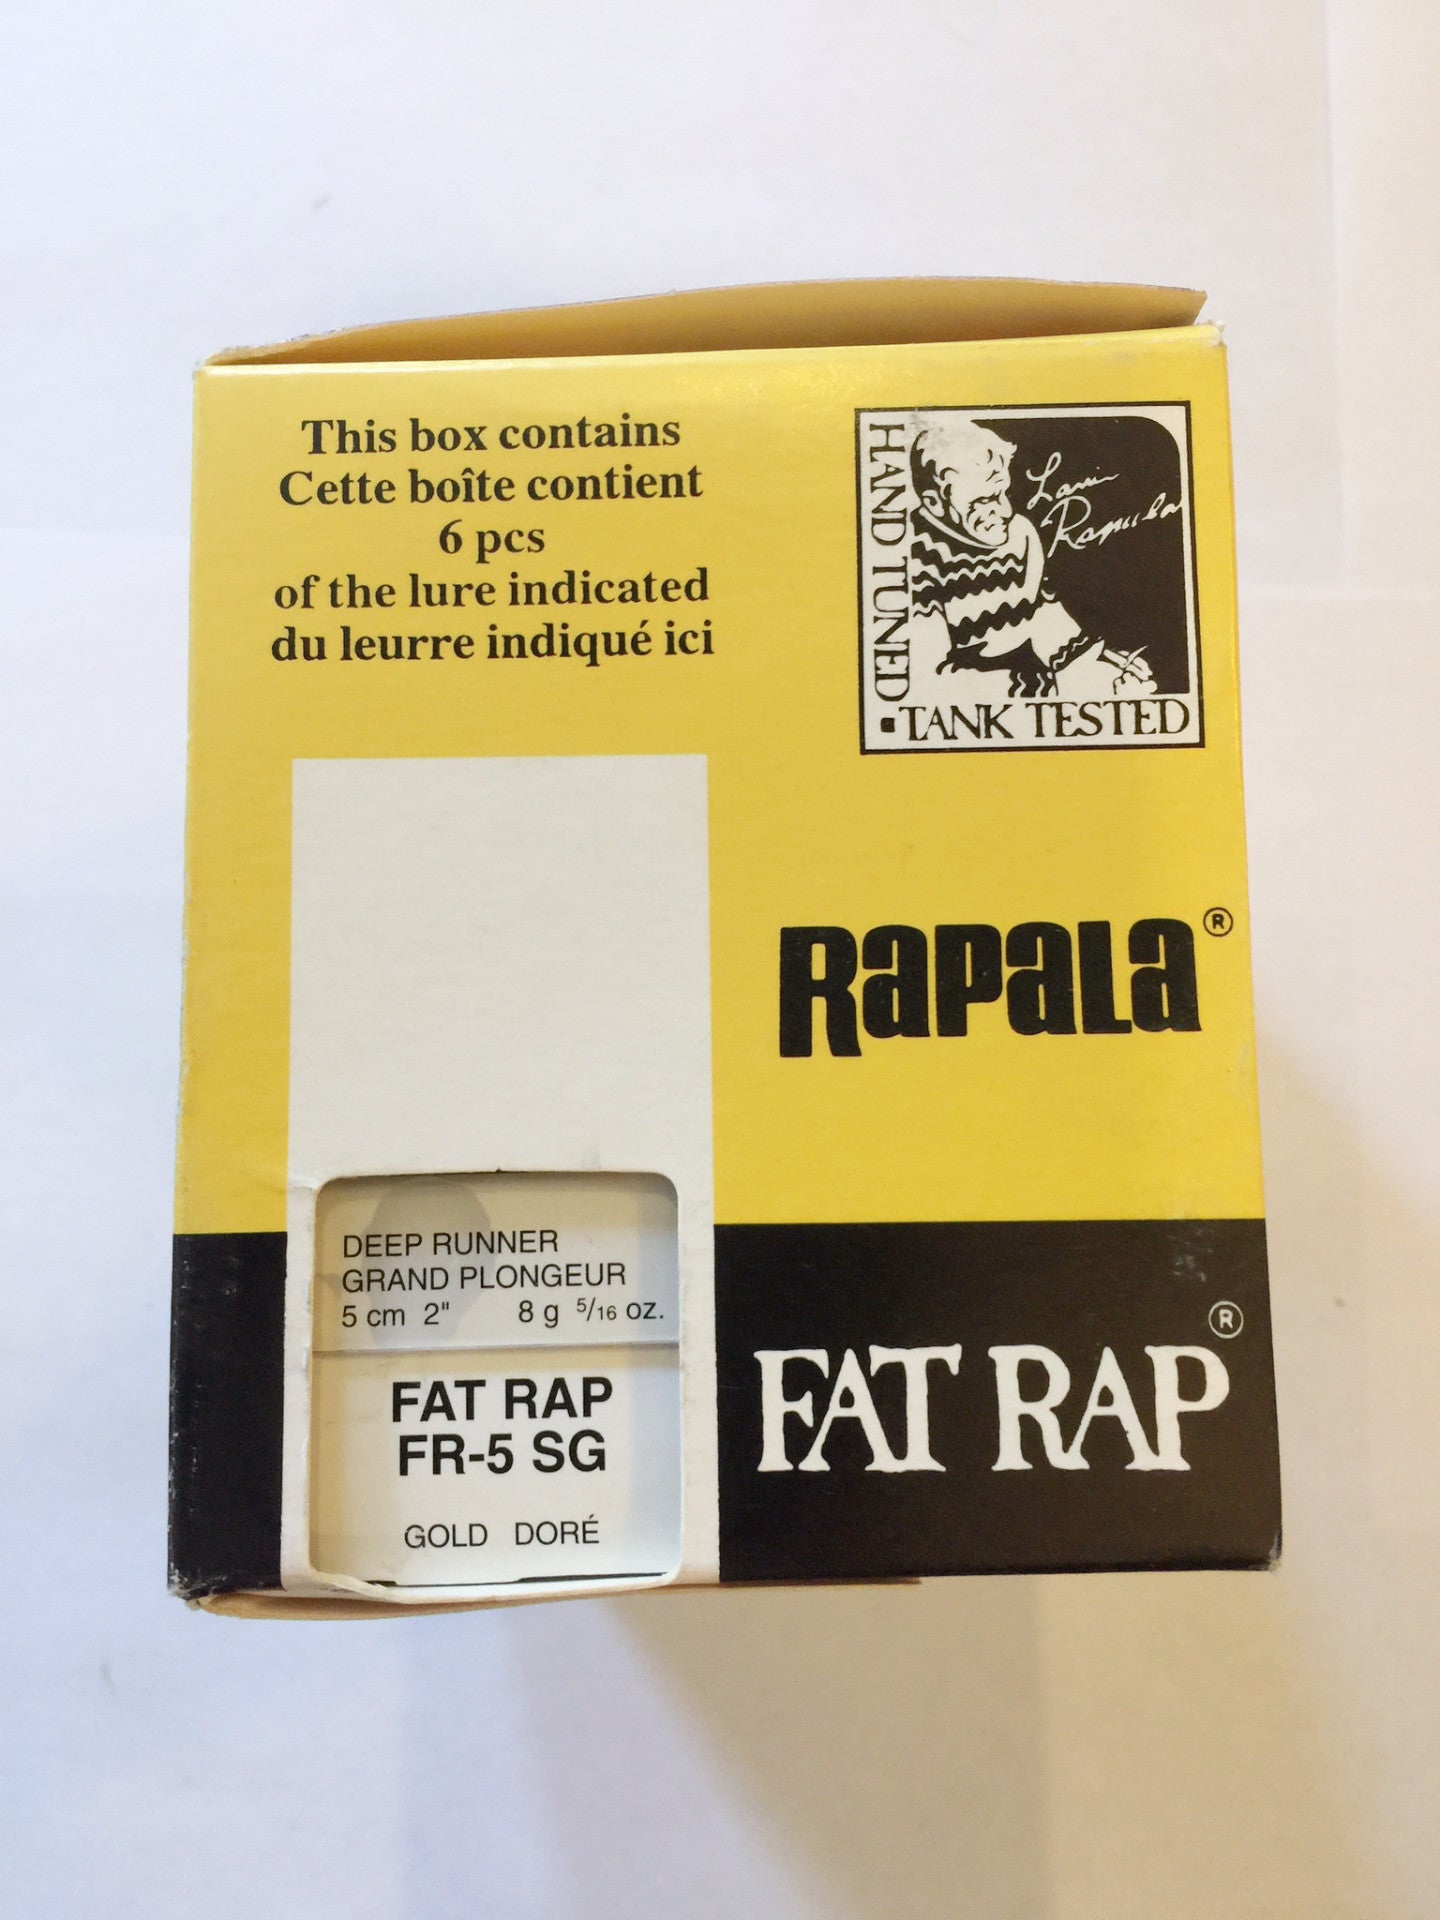 This box contains
Cette boîte contient
6 pcs
of the lure indicated
du leurre indiqué ici
HAND TUNED
▪ TANK TESTED
Lauri
Rapala
RAPALA®
DEEP RUNNER
GRAND PLONGEUR
5 cm 2" 8 g 5/16 oz.
FAT RAP
FR-5 SG
GOLD DORÉ
FAT RAP®